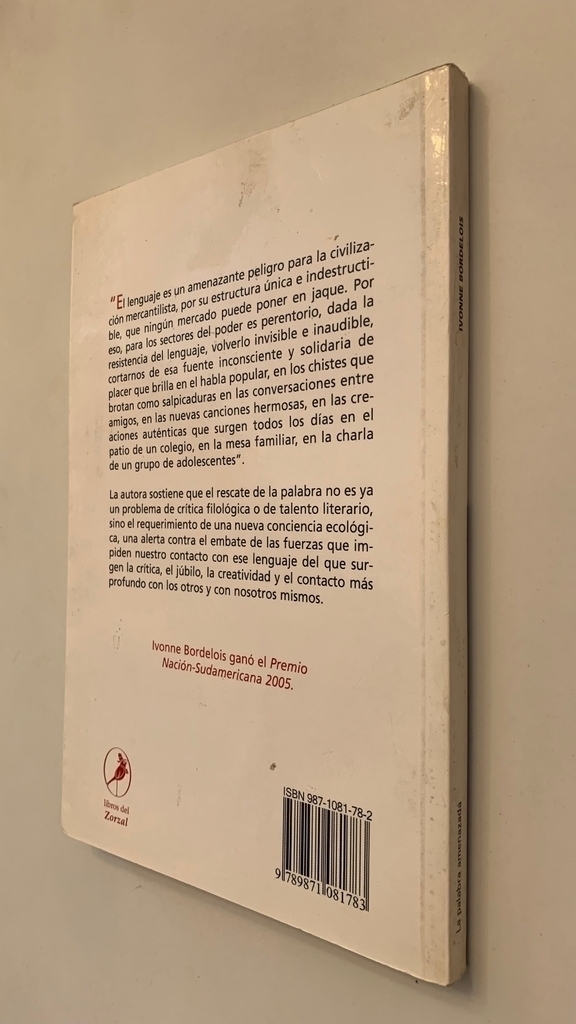 "El lenguaje es un amenazante peligro para la civiliza-
ción mercantilista, por su estructura única e indestructi-
ble, que ningún mercado puede poner en jaque. Por
eso, para los sectores del poder es perentorio, dada la
resistencia del lenguaje, volverlo invisible e inaudible,
cortarnos de esa fuente inconsciente y solidaria de
placer que brilla en el habla popular, en los chistes que
brotan como salpicaduras en las conversaciones entre
amigos, en las nuevas canciones hermosas, en las cre-
aciones auténticas que surgen todos los días en el
patio de un colegio, en la mesa familiar, en la charla
de un grupo de adolescentes".
La autora sostiene que el rescate de la palabra no es ya
un problema de crítica filológica o de talento literario,
sino el requerimiento de una nueva conciencia ecológi-
ca, una alerta contra el embate de las fuerzas que im-
piden nuestro contacto con ese lenguaje del que sur-
gen la crítica, el júbilo, la creatividad y el contacto más
profundo con los otros y con nosotros mismos.
Ivonne Bordelois ganó el Premio
Nación-Sudamericana 2005.
libros del
Zorzal
ISBN 987-1081-78-2
9 789871 081783
IVONNE BORDELOIS
La palabra amenazada